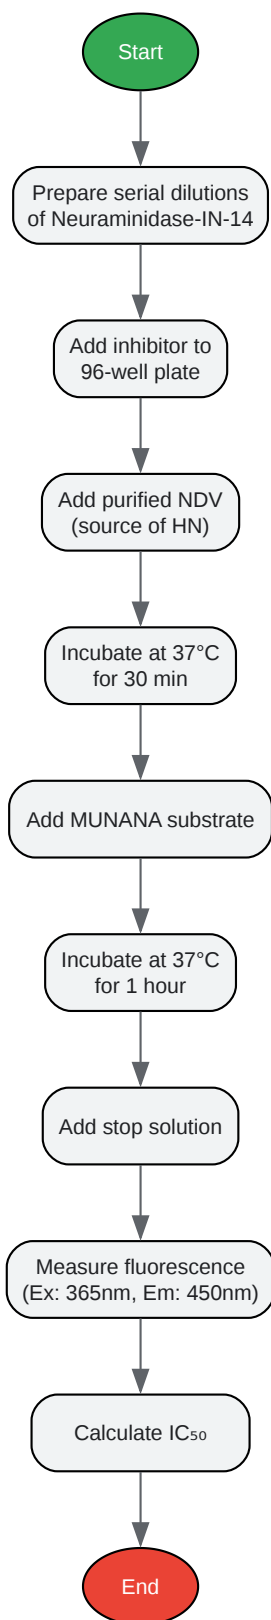 Start
Prepare serial dilutions
of Neuraminidase-IN-14
Add inhibitor to
96-well plate
Add purified NDV
(source of HN)
Incubate at 37°C
for 30 min
Add MUNANA substrate
Incubate at 37°C
for 1 hour
Add stop solution
Measure fluorescence
(Ex: 365nm, Em: 450nm)
Calculate IC₅₀
End